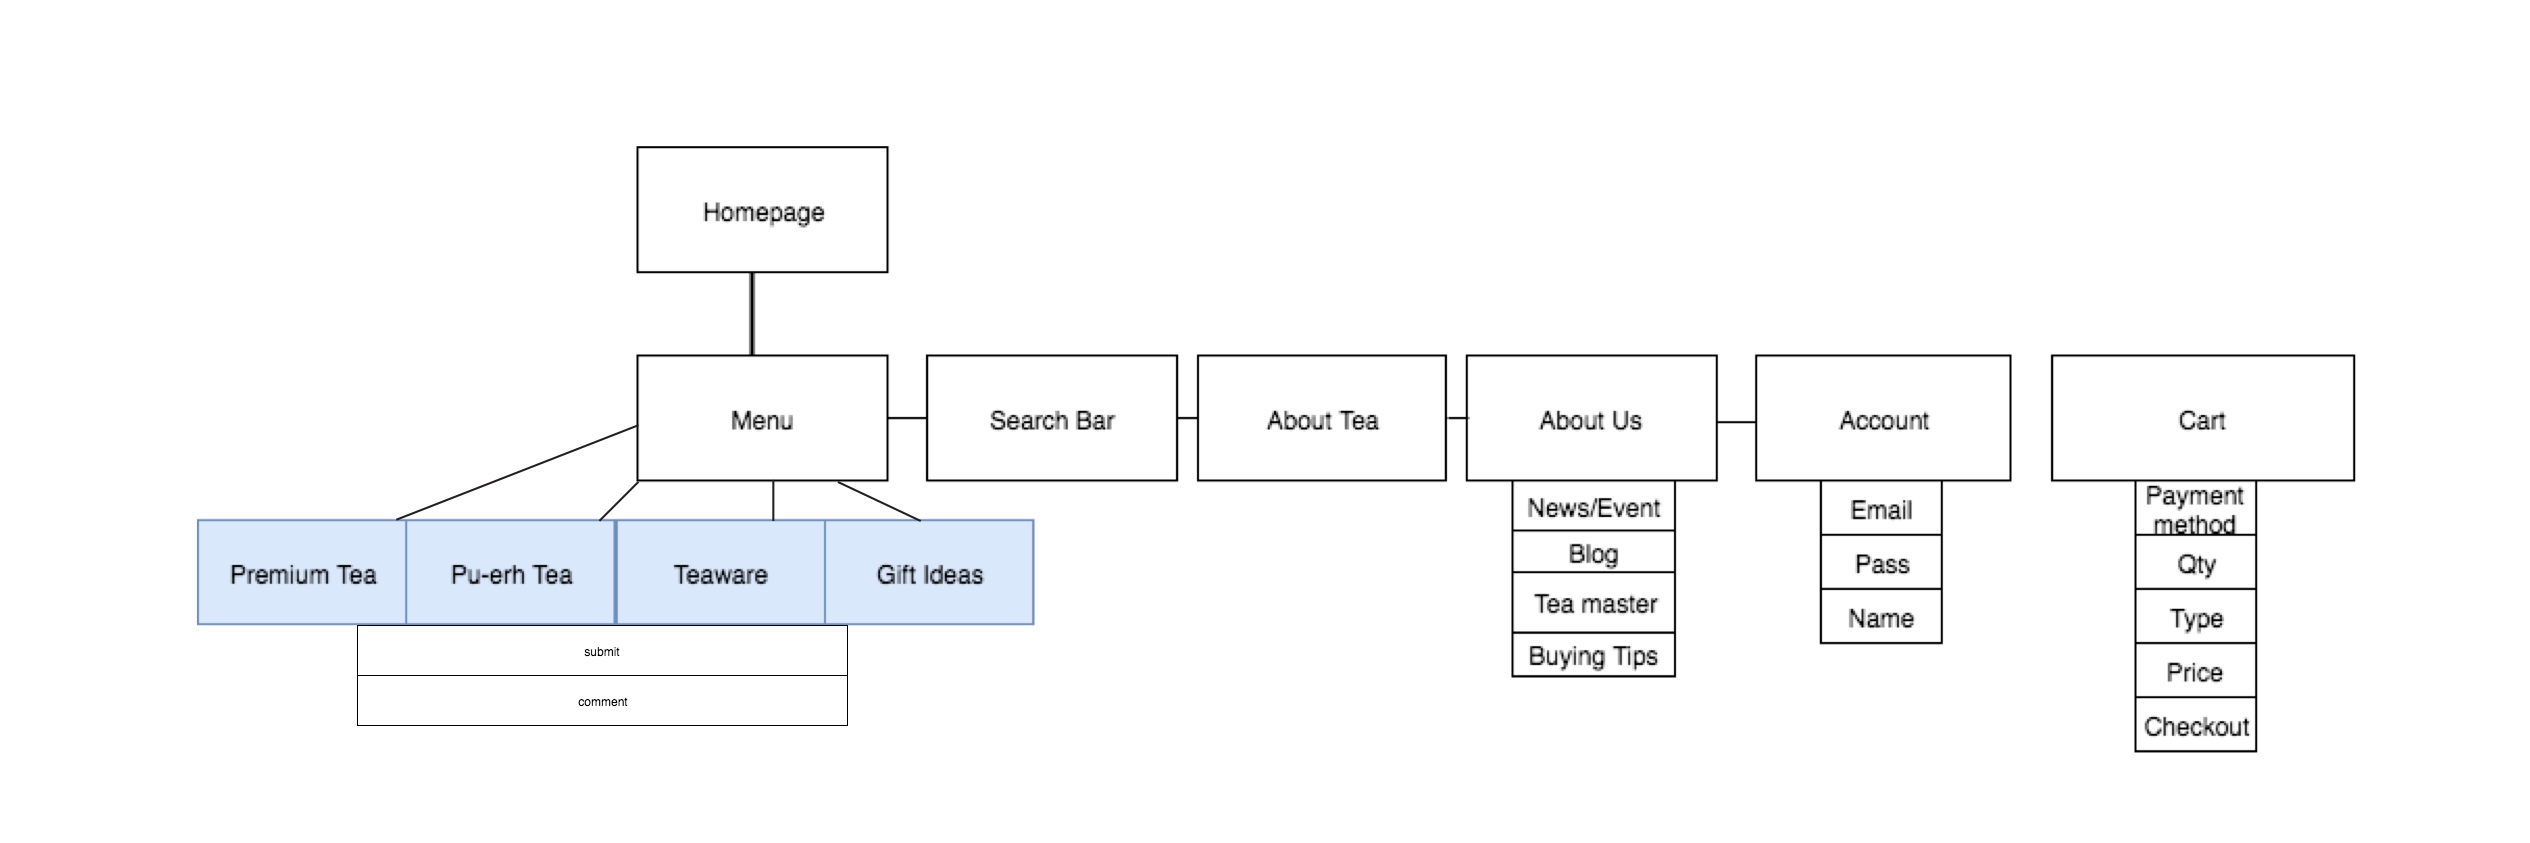 Homepage
Menu
Search Bar
About Tea
About Us
Account
Cart
Premium Tea
Pu-erh Tea
Teaware
Gift Ideas
submit
comment
News/Event
Blog
Tea master
Buying Tips
Email
Pass
Name
Payment
method
Qty
Type
Price
Checkout